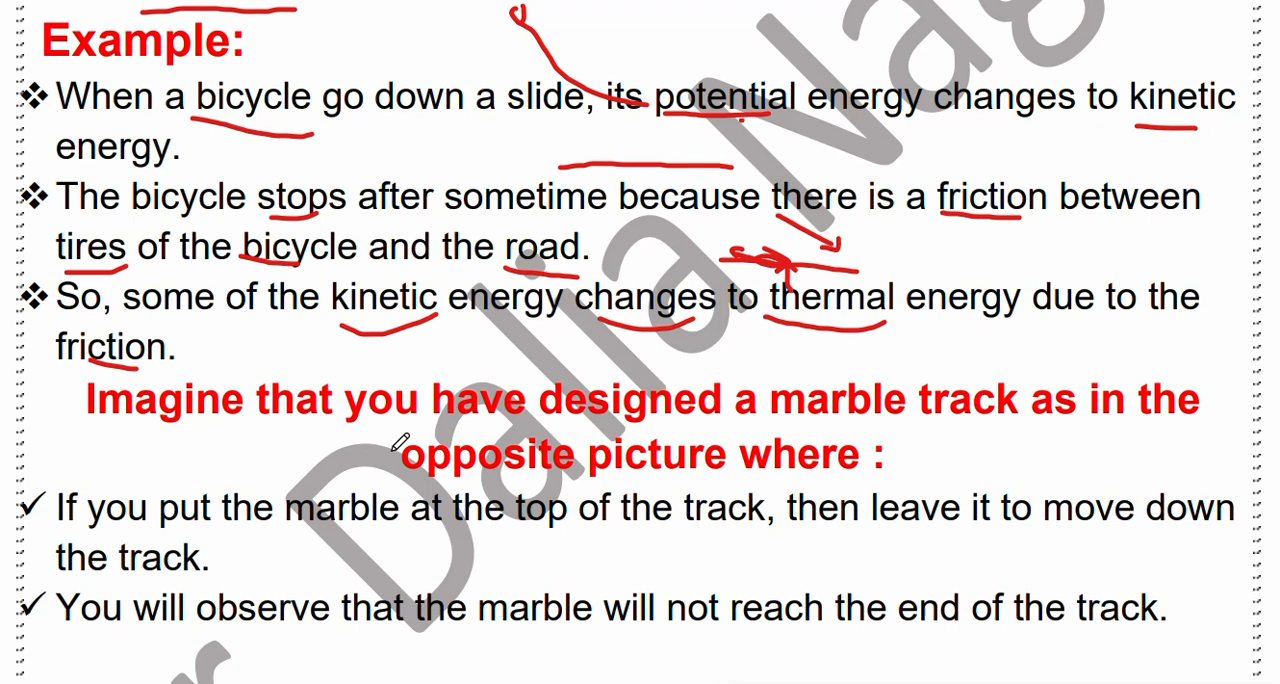 Example:
❖ When a bicycle go down a slide, its potential energy changes to kinetic
energy.
❖ The bicycle stops after sometime because there is a friction between
tires of the bicycle and the road.
❖ So, some of the kinetic energy changes to thermal energy due to the
friction.
Imagine that you have designed a marble track as in the
opposite picture where :
✓ If you put the marble at the top of the track, then leave it to move down
the track.
✓ You will observe that the marble will not reach the end of the track.
Dalia